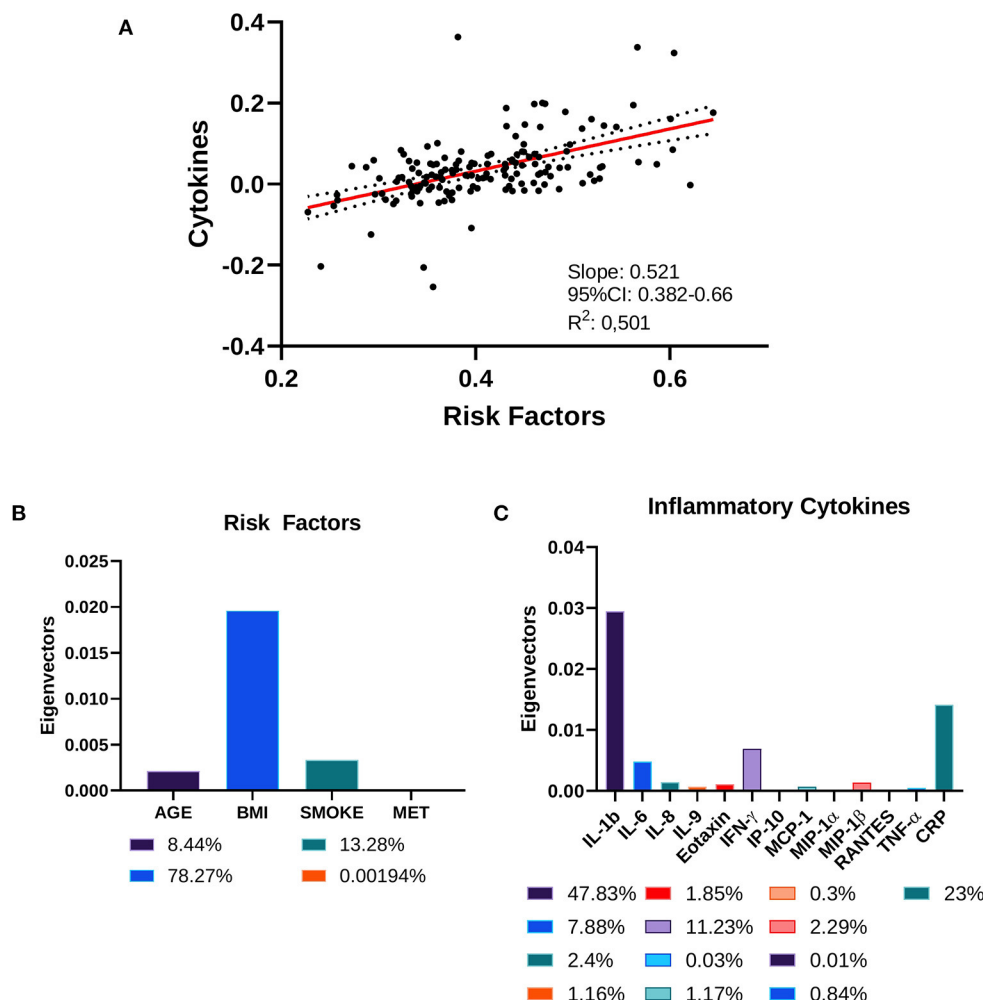 A
0.4
0.2
0.0
-0.2
-0.4
Cytokines
Slope: 0.521
95%CI: 0.382-0.66
R2: 0,501
0.2 0.4 0.6
Risk Factors
B
Risk Factors
0.025
0.020
0.015
0.010
0.005
0.000
Eigenvectors
AGE BMI SMOKE MET
8.44% 13.28%
78.27% 0.00194%
C
Inflammatory Cytokines
0.04
0.03
0.02
0.01
0.00
Eigenvectors
IL-1b
IL-6
IL-8
IL-9
Eotaxin
IFN-γ
IP-10
MCP-1
MIP-1α
MIP-1β
RANTES
TNF-α
CRP
47.83% 1.85% 0.3% 23%
7.88% 11.23% 2.29%
2.4% 0.03% 0.01%
1.16% 1.17% 0.84%